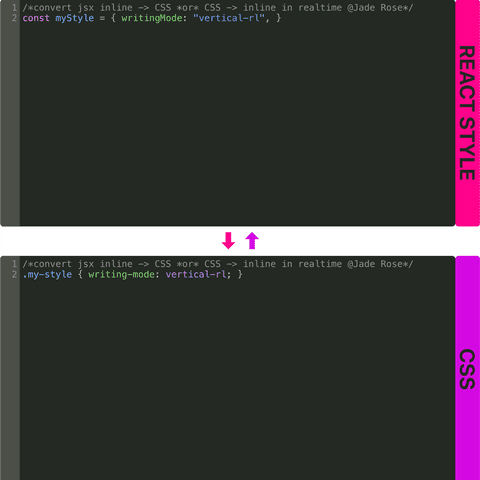 1 /*convert jsx inline -> CSS *or* CSS -> inline in realtime @Jade Rose*/
2 const myStyle = { writingMode: "vertical-rl", }
REACT STYLE
1 /*convert jsx inline -> CSS *or* CSS -> inline in realtime @Jade Rose*/
2 .my-style { writing-mode: vertical-rl; }
CSS